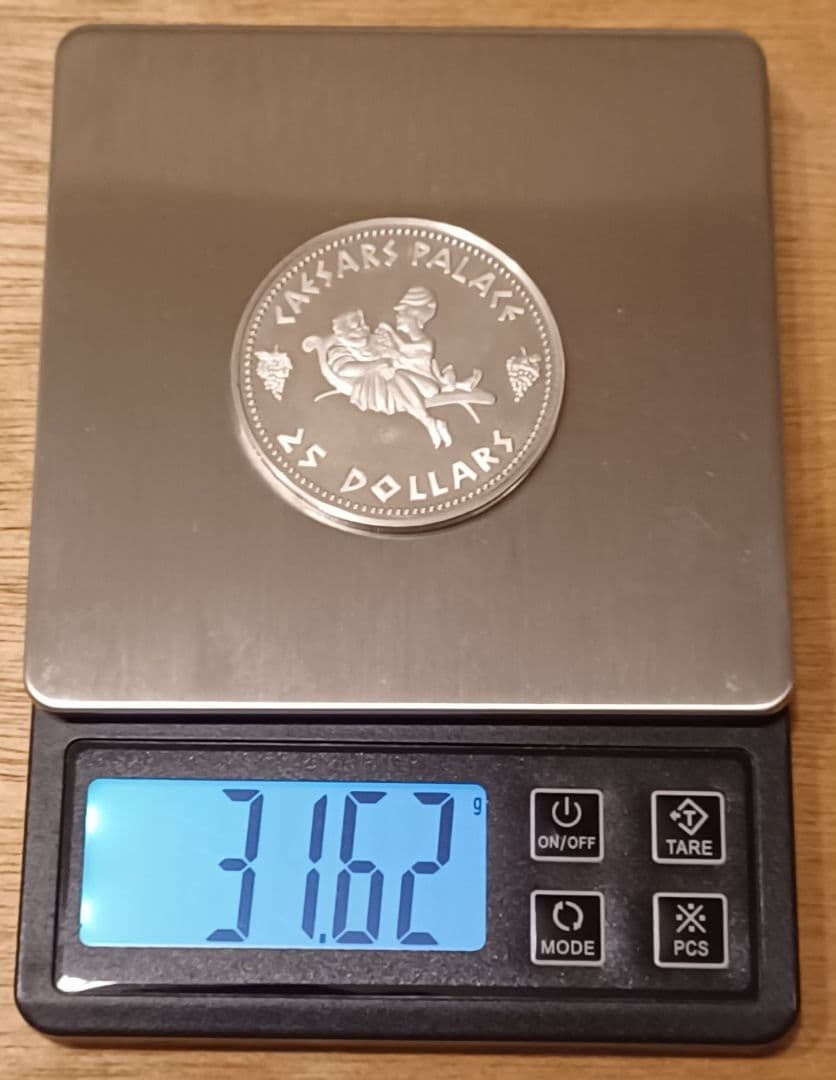 CAESARS PALACE
25 DOLLARS
31.62 g
ON/OFF
TARE
MODE
PCS